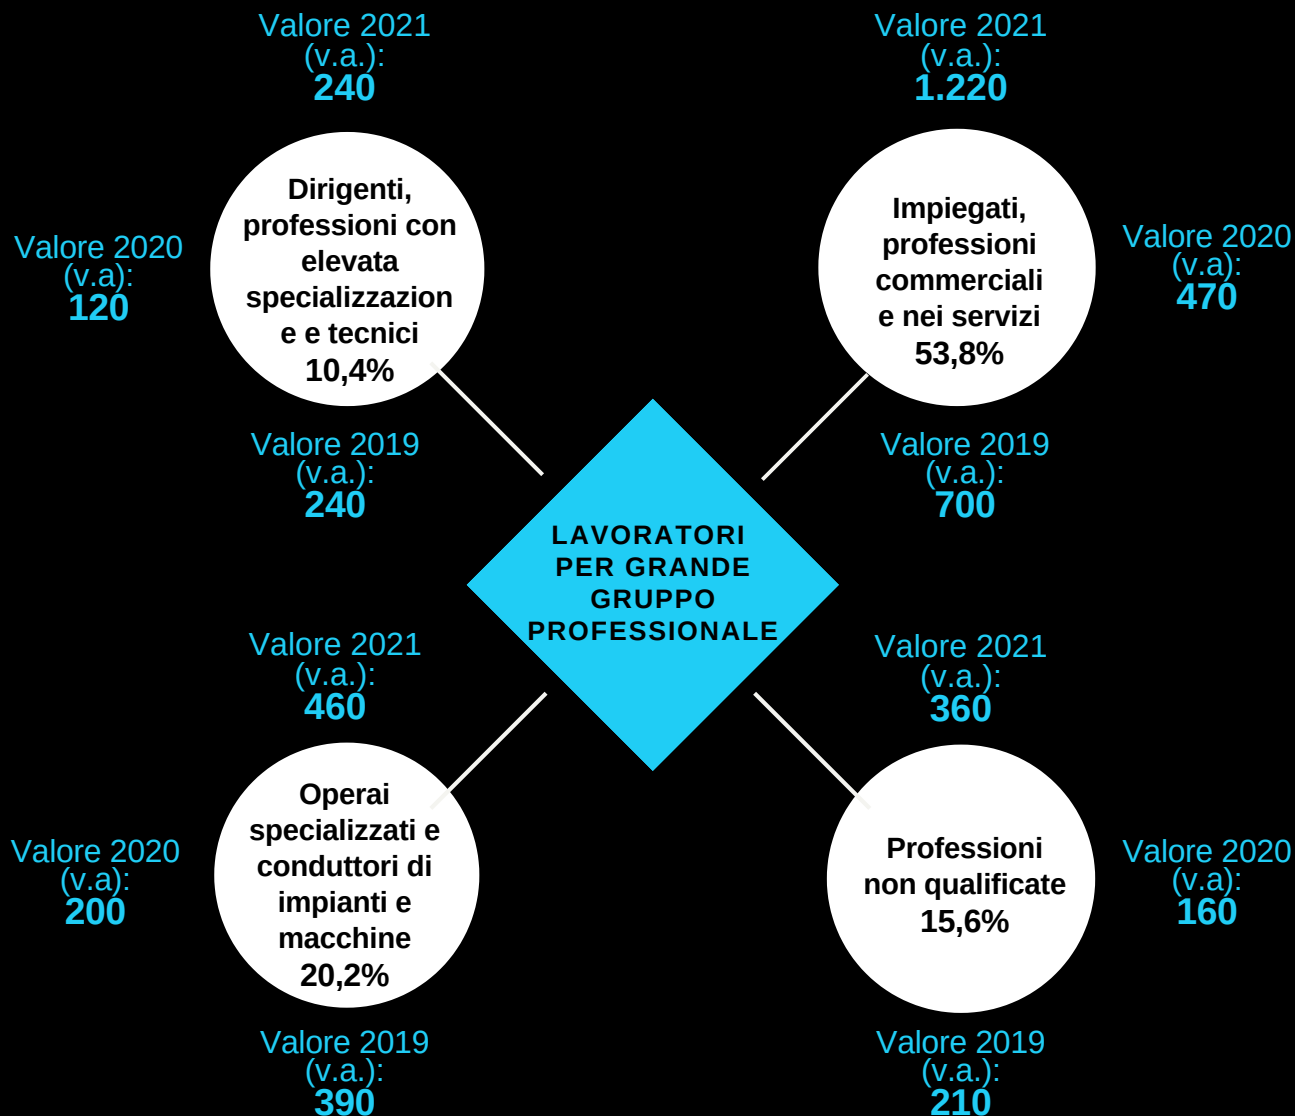 Valore 2021
(v.a.):
240
Dirigenti,
professioni con
elevata
specializzazion
e e tecnici
10,4%
Valore 2020
(v.a):
120
Valore 2019
(v.a.):
240
Valore 2021
(v.a.):
1.220
Impiegati,
professioni
commerciali
e nei servizi
53,8%
Valore 2020
(v.a):
470
Valore 2019
(v.a.):
700
LAVORATORI
PER GRANDE
GRUPPO
PROFESSIONALE
Valore 2021
(v.a.):
460
Operai
specializzati e
conduttori di
impianti e
macchine
20,2%
Valore 2020
(v.a):
200
Valore 2019
(v.a.):
390
Valore 2021
(v.a.):
360
Professioni
non qualificate
15,6%
Valore 2020
(v.a):
160
Valore 2019
(v.a.):
210